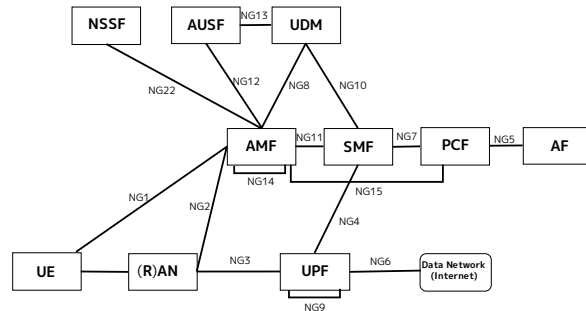 NSSF
AUSF
NG13
UDM
NG22
NG12
NG8
NG10
AMF
NG11
SMF
NG7
PCF
NG5
AF
NG14
NG15
NG1
NG2
NG4
UE
(R)AN
NG3
UPF
NG6
Data Network
(Internet)
NG9